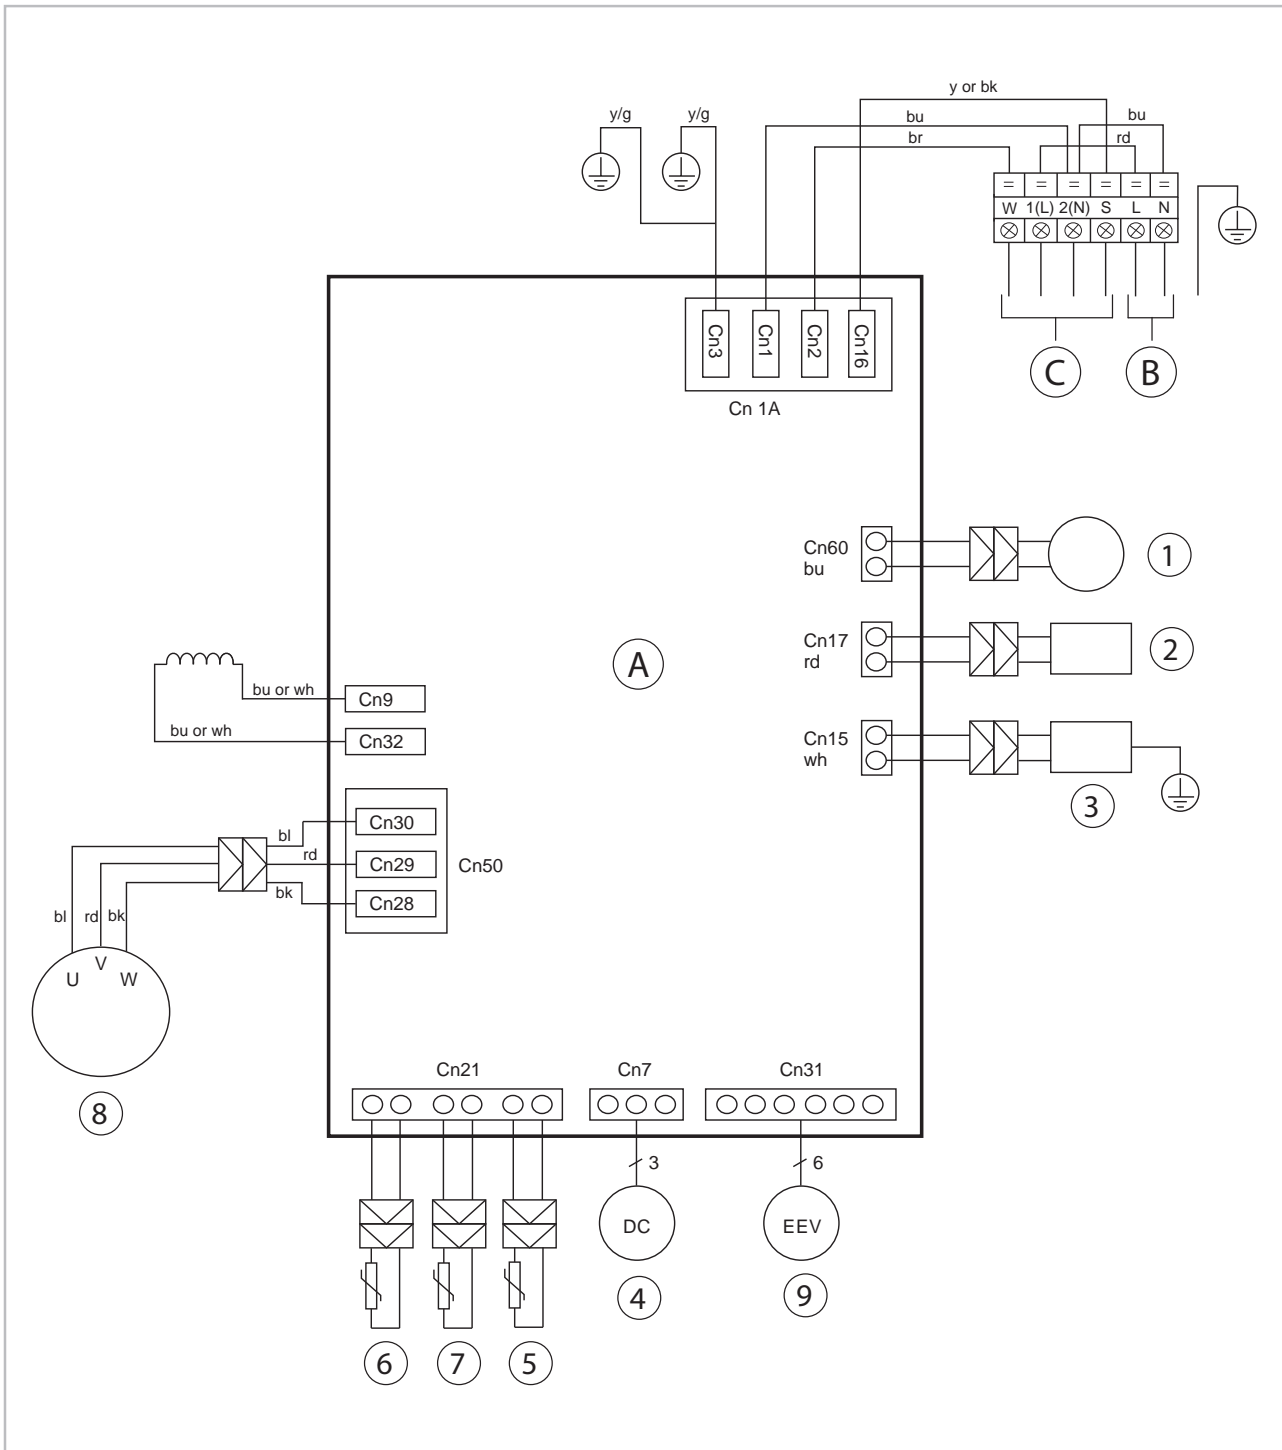 y or bk
y/g
y/g
bu
bu
br
rd
W 1(L) 2(N) S L N
Cn3
Cn1
Cn2
Cn16
Cn 1A
C
B
Cn60
bu
1
A
Cn17
rd
2
bu or wh
Cn9
bu or wh
Cn32
Cn15
wh
3
bl
Cn30
rd
Cn29
Cn50
bk
Cn28
bl
rd
bk
U
V
W
8
Cn21
Cn7
Cn31
3
6
DC
EEV
4
9
6
7
5